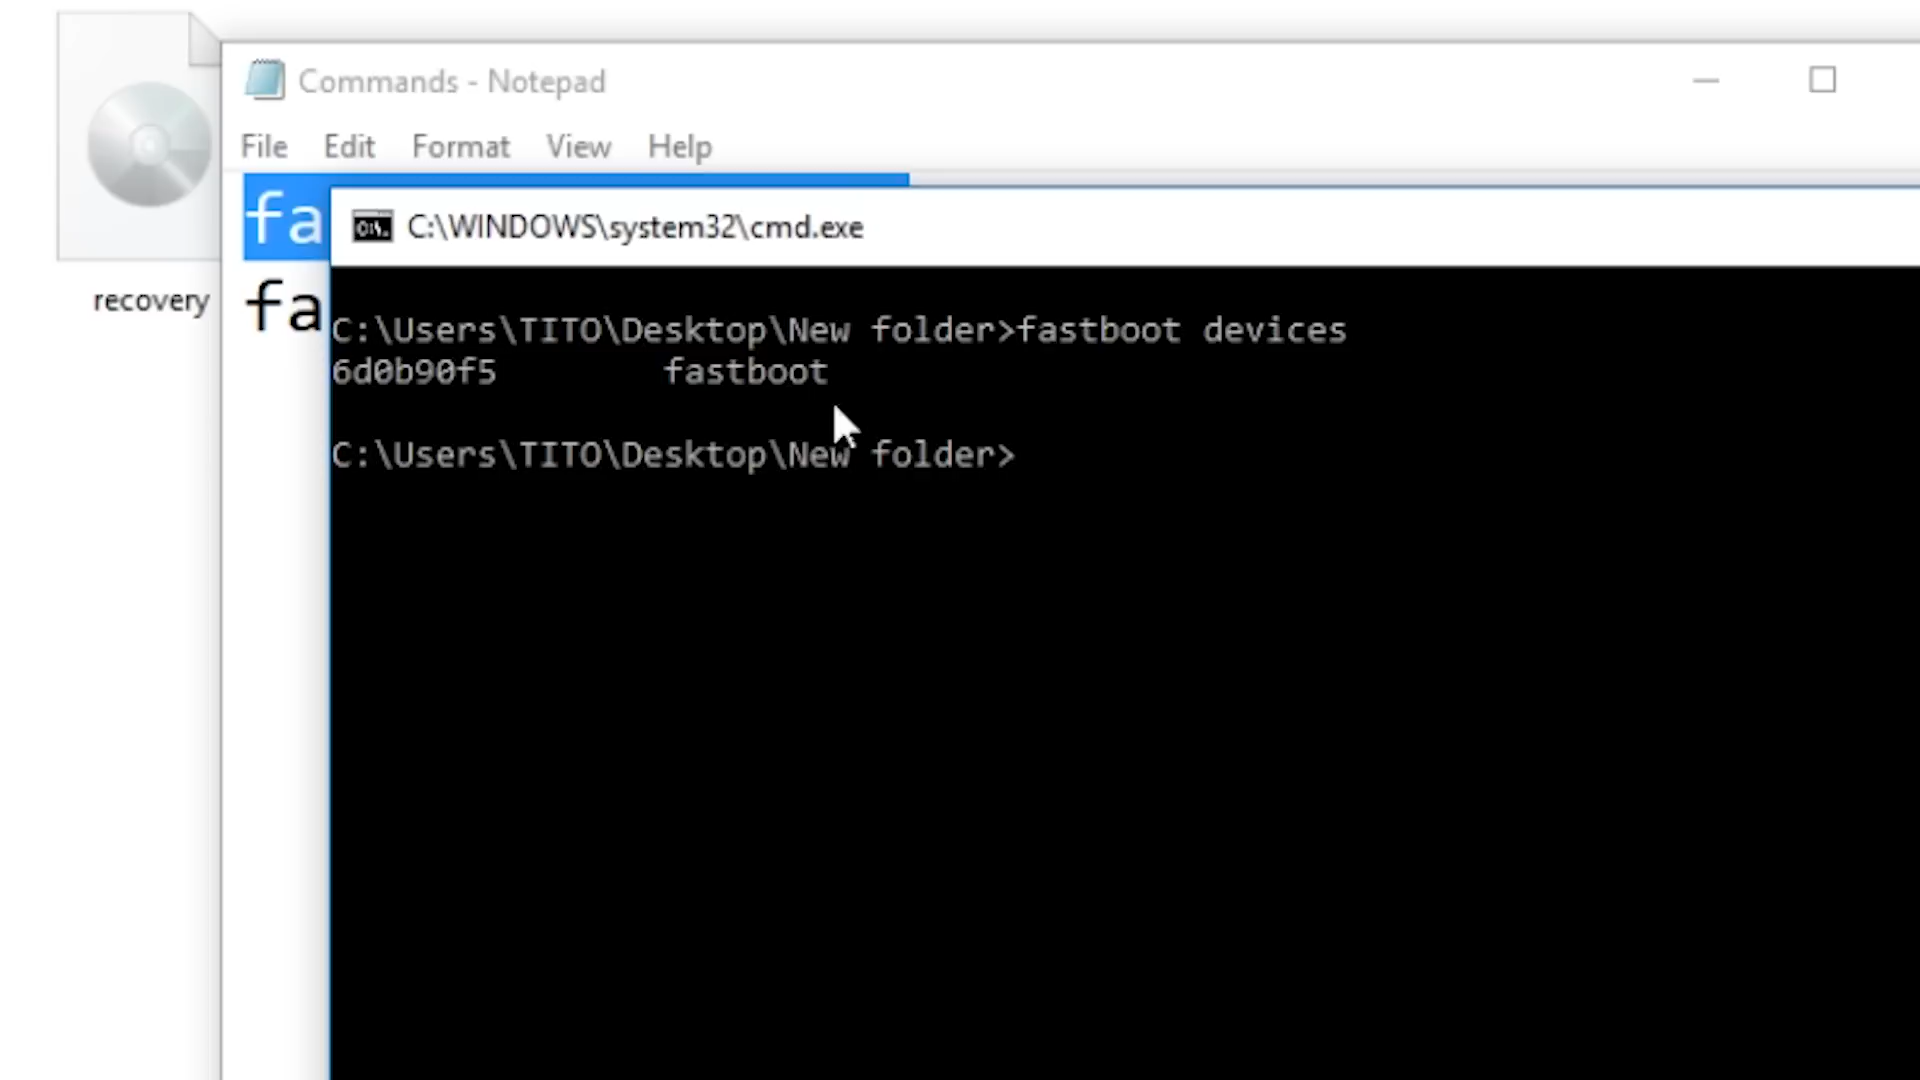 Commands - Notepad
File Edit Format View Help
fa
C:\WINDOWS\system32\cmd.exe
recovery
fa
C:\Users\TITO\Desktop\New folder>fastboot devices
6d0b90f5 fastboot
C:\Users\TITO\Desktop\New folder>